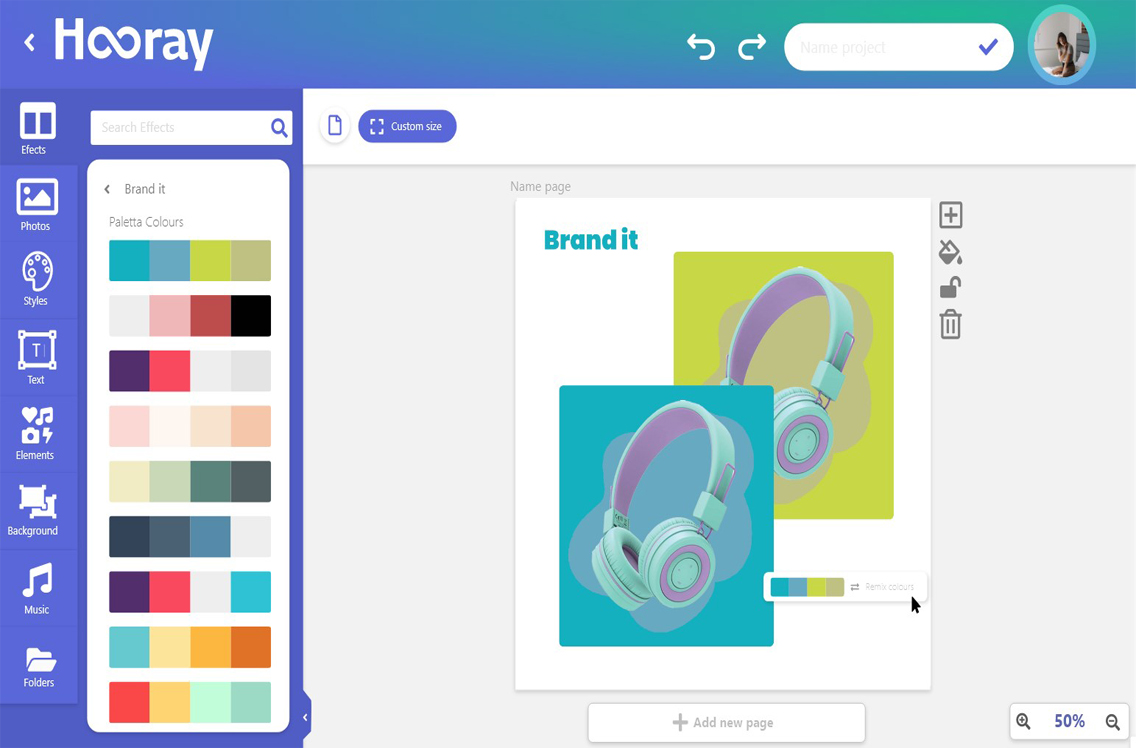 Hooray
Name project
Efects
Search Effects
Custom size
Brand it
Paletta Colours
Photos
Styles
T
Text
Elements
Background
Music
Folders
Name page
Brand it
Remix colours
Add new page
50%